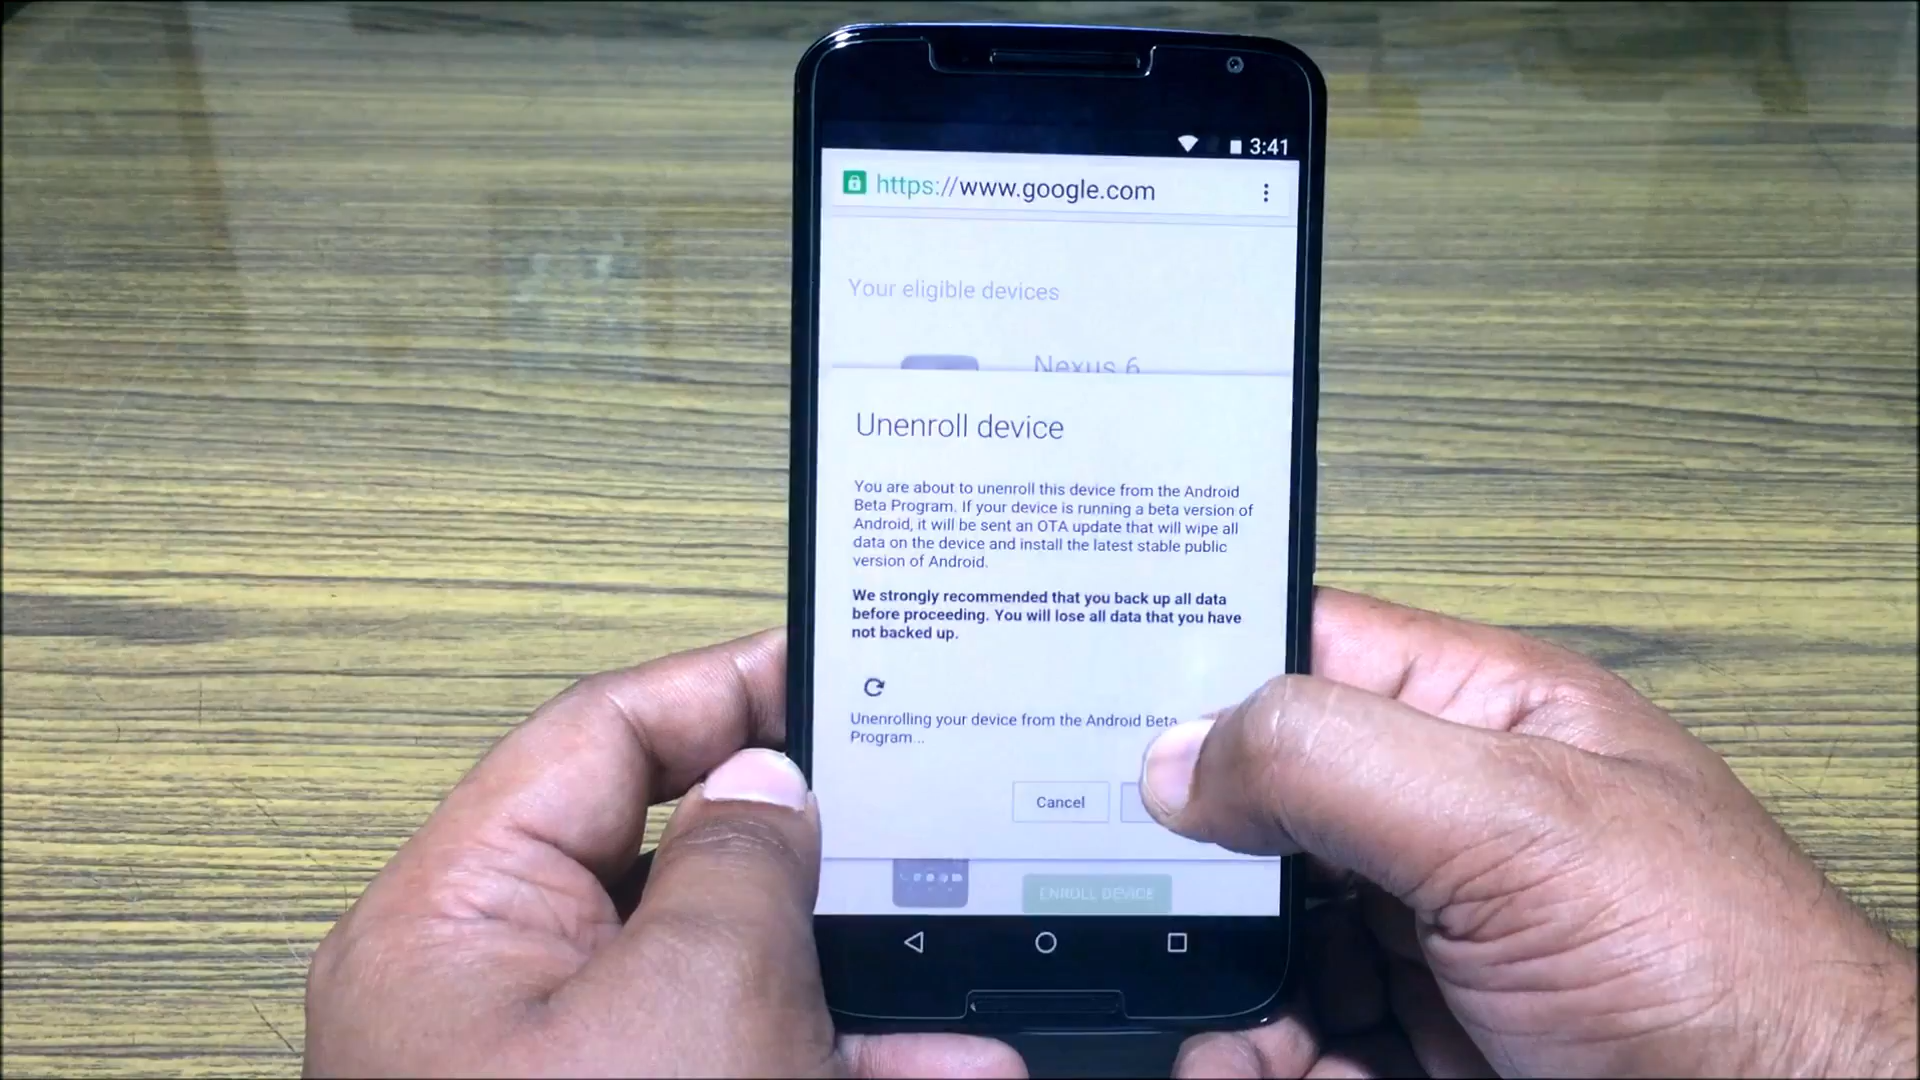 3:41
https://www.google.com
Your eligible devices
Nexus 6
Unenroll device
You are about to unenroll this device from the Android
Beta Program. If your device is running a beta version of
Android, it will be sent an OTA update that will wipe all
data on the device and install the latest stable public
version of Android.
We strongly recommended that you back up all data
before proceeding. You will lose all data that you have
not backed up.
Unenrolling your device from the Android Beta
Program...
Cancel
ENROLL DEVICE